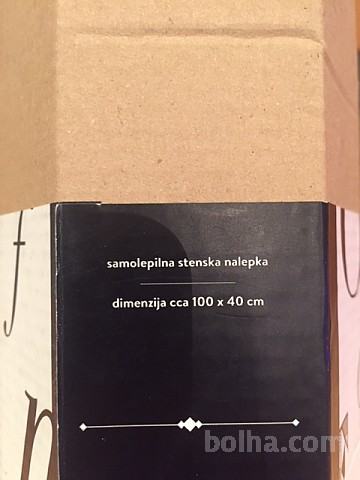 samolepilna stenska nalepka
dimenzija cca 100 x 40 cm
bolha.com